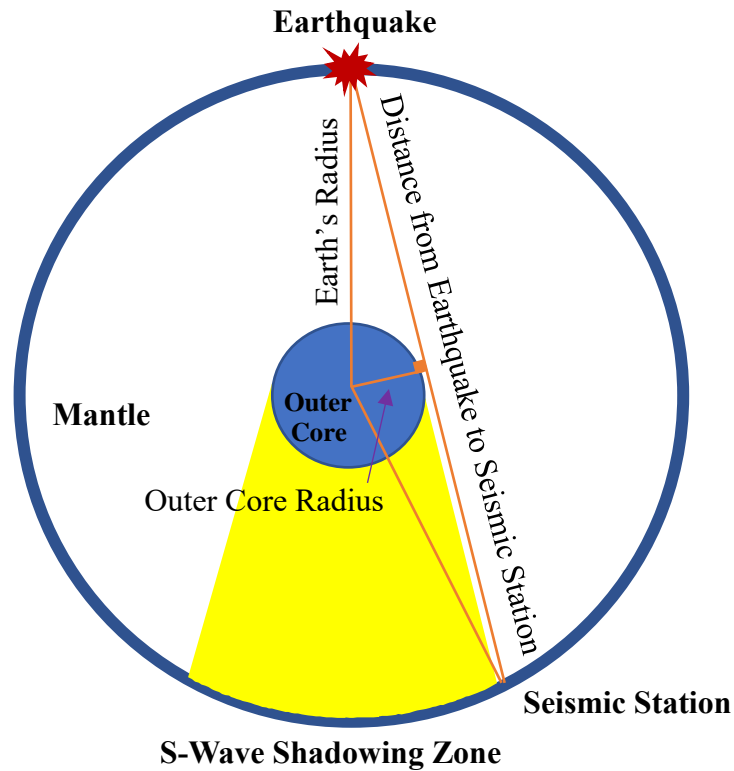 Earthquake
Earth's Radius
Distance from Earthquake to Seismic Station
Mantle
Outer
Core
Outer Core Radius
Seismic Station
S-Wave Shadowing Zone